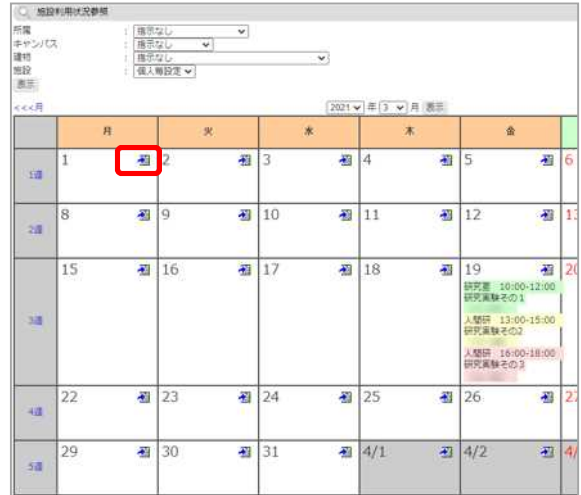 施設利用状況参照
所属 : 指示なし
キャンパス : 指示なし
建物 : 指示なし
施設 : 個人毎設定
表示
<<<月 2021 年 3 月 表示
月 火 水 木 金
1週 1 2 3 4 5 6
2週 8 9 10 11 12 13
3週 15 16 17 18 19 20
研究室 10:00-12:00
研究実験その1
人間研 13:00-15:00
研究実験その2
人間研 16:00-18:00
研究実験その3
4週 22 23 24 25 26 27
5週 29 30 31 4/1 4/2 4/